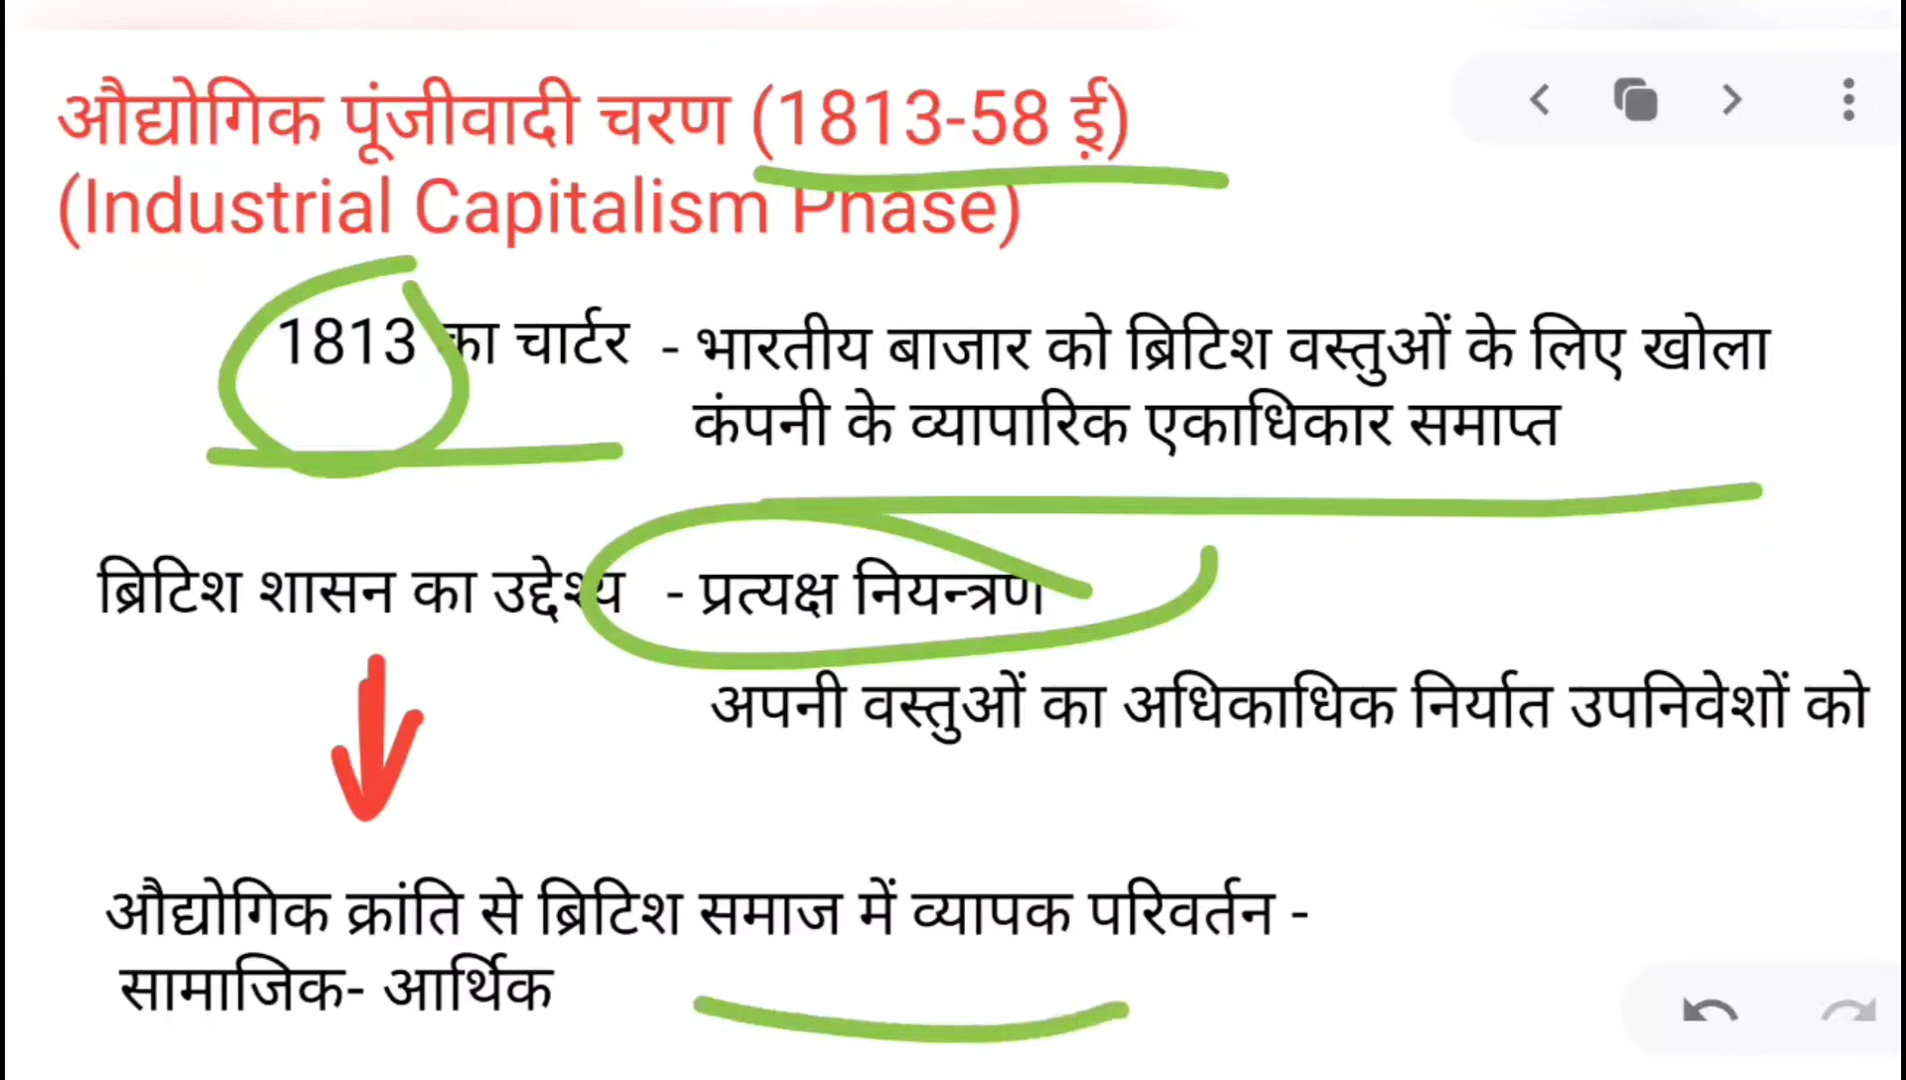 औद्योगिक पूंजीवादी चरण (1813-58 ई़)
(Industrial Capitalism Phase)
1813 का चार्टर - भारतीय बाजार को ब्रिटिश वस्तुओं के लिए खोला
कंपनी के व्यापारिक एकाधिकार समाप्त
ब्रिटिश शासन का उद्देश्य - प्रत्यक्ष नियन्त्रण
अपनी वस्तुओं का अधिकाधिक निर्यात उपनिवेशों को
औद्योगिक क्रांति से ब्रिटिश समाज में व्यापक परिवर्तन -
सामाजिक- आर्थिक